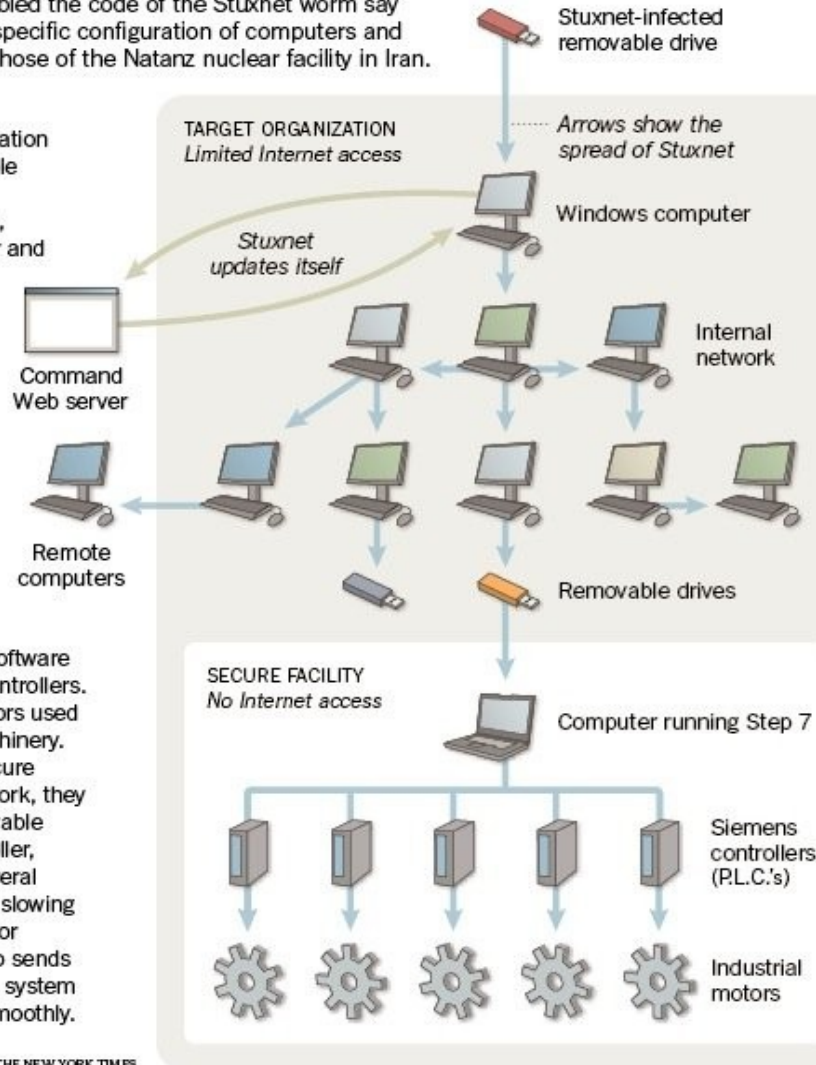 bled the code of the Stuxnet worm say
specific configuration of computers and
hose of the Natanz nuclear facility in Iran.
Stuxnet-infected
removable drive
ation
le
,
and
TARGET ORGANIZATION
Limited Internet access
Arrows show the
spread of Stuxnet
Windows computer
Stuxnet
updates itself
Internal
network
Command
Web server
Remote
computers
Removable drives
oftware
ntrollers.
ors used
hinery.
cure
ork, they
able
ller,
eral
slowing
or
sends
system
moothly.
SECURE FACILITY
No Internet access
Computer running Step 7
Siemens
controllers
(P.L.C.'s)
Industrial
motors
THE NEW YORK TIMES